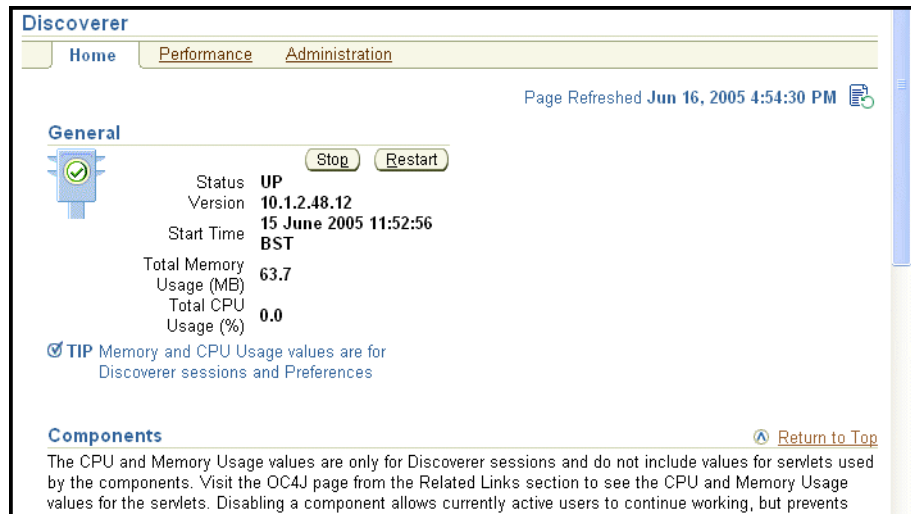 Discoverer
Home Performance Administration
Page Refreshed Jun 16, 2005 4:54:30 PM
General
Stop Restart
Status UP
Version 10.1.2.48.12
Start Time 15 June 2005 11:52:56
BST
Total Memory
Usage (MB) 63.7
Total CPU
Usage (%) 0.0
TIP Memory and CPU Usage values are for
Discoverer sessions and Preferences
Components Return to Top
The CPU and Memory Usage values are only for Discoverer sessions and do not include values for servlets used
by the components. Visit the OC4J page from the Related Links section to see the CPU and Memory Usage
values for the servlets. Disabling a component allows currently active users to continue working, but prevents